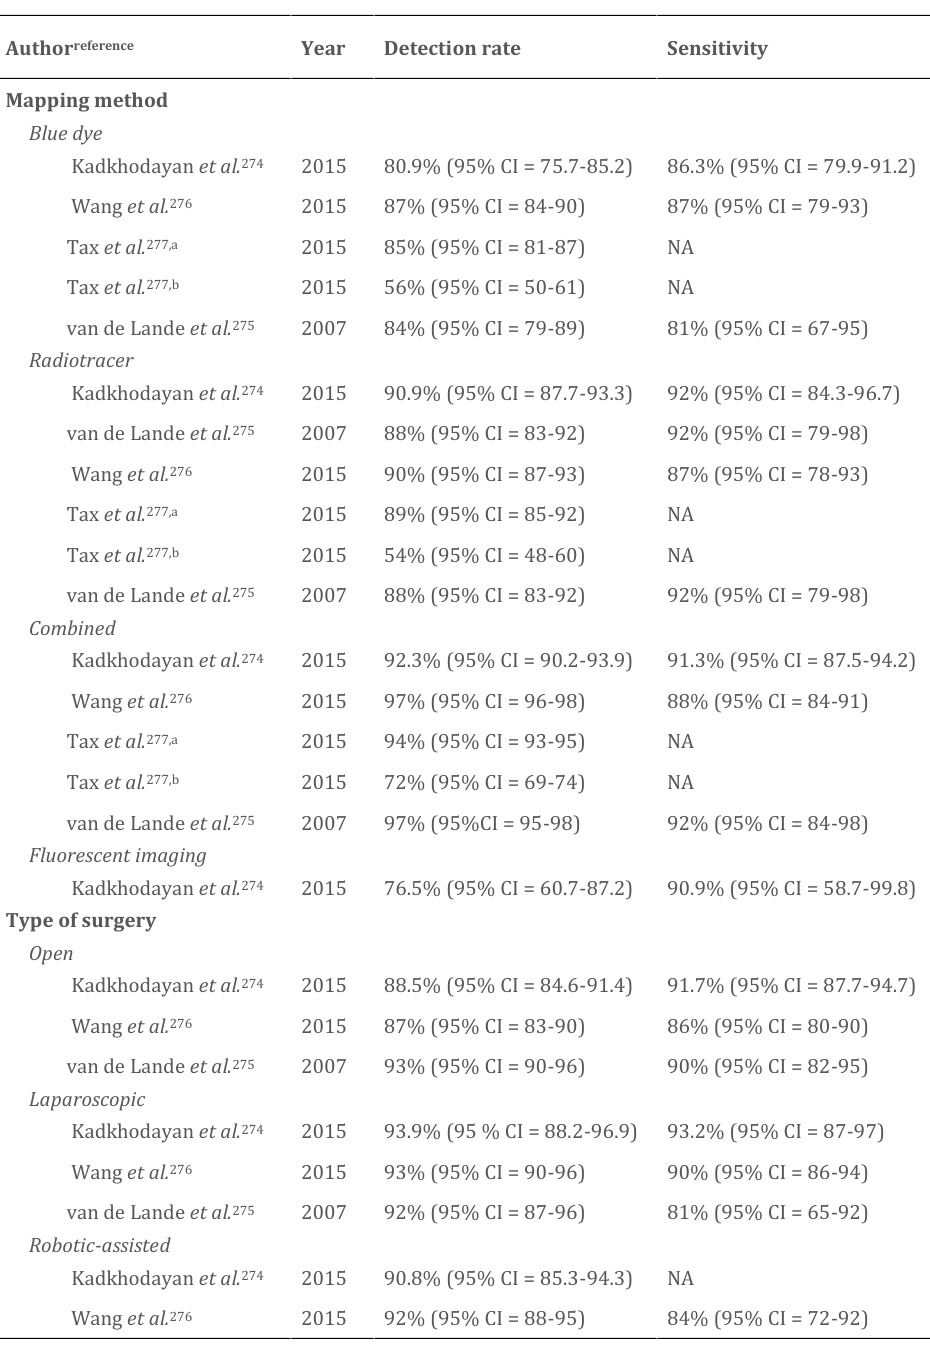 Authorreference Year Detection rate Sensitivity
Mapping method
Blue dye
Kadkhodayan et al.274 2015 80.9% (95% CI = 75.7-85.2) 86.3% (95% CI = 79.9-91.2)
Wang et al.276 2015 87% (95% CI = 84-90) 87% (95% CI = 79-93)
Tax et al.277,a 2015 85% (95% CI = 81-87) NA
Tax et al.277,b 2015 56% (95% CI = 50-61) NA
van de Lande et al.275 2007 84% (95% CI = 79-89) 81% (95% CI = 67-95)
Radiotracer
Kadkhodayan et al.274 2015 90.9% (95% CI = 87.7-93.3) 92% (95% CI = 84.3-96.7)
van de Lande et al.275 2007 88% (95% CI = 83-92) 92% (95% CI = 79-98)
Wang et al.276 2015 90% (95% CI = 87-93) 87% (95% CI = 78-93)
Tax et al.277,a 2015 89% (95% CI = 85-92) NA
Tax et al.277,b 2015 54% (95% CI = 48-60) NA
van de Lande et al.275 2007 88% (95% CI = 83-92) 92% (95% CI = 79-98)
Combined
Kadkhodayan et al.274 2015 92.3% (95% CI = 90.2-93.9) 91.3% (95% CI = 87.5-94.2)
Wang et al.276 2015 97% (95% CI = 96-98) 88% (95% CI = 84-91)
Tax et al.277,a 2015 94% (95% CI = 93-95) NA
Tax et al.277,b 2015 72% (95% CI = 69-74) NA
van de Lande et al.275 2007 97% (95%CI = 95-98) 92% (95% CI = 84-98)
Fluorescent imaging
Kadkhodayan et al.274 2015 76.5% (95% CI = 60.7-87.2) 90.9% (95% CI = 58.7-99.8)
Type of surgery
Open
Kadkhodayan et al.274 2015 88.5% (95% CI = 84.6-91.4) 91.7% (95% CI = 87.7-94.7)
Wang et al.276 2015 87% (95% CI = 83-90) 86% (95% CI = 80-90)
van de Lande et al.275 2007 93% (95% CI = 90-96) 90% (95% CI = 82-95)
Laparoscopic
Kadkhodayan et al.274 2015 93.9% (95 % CI = 88.2-96.9) 93.2% (95% CI = 87-97)
Wang et al.276 2015 93% (95% CI = 90-96) 90% (95% CI = 86-94)
van de Lande et al.275 2007 92% (95% CI = 87-96) 81% (95% CI = 65-92)
Robotic-assisted
Kadkhodayan et al.274 2015 90.8% (95% CI = 85.3-94.3) NA
Wang et al.276 2015 92% (95% CI = 88-95) 84% (95% CI = 72-92)